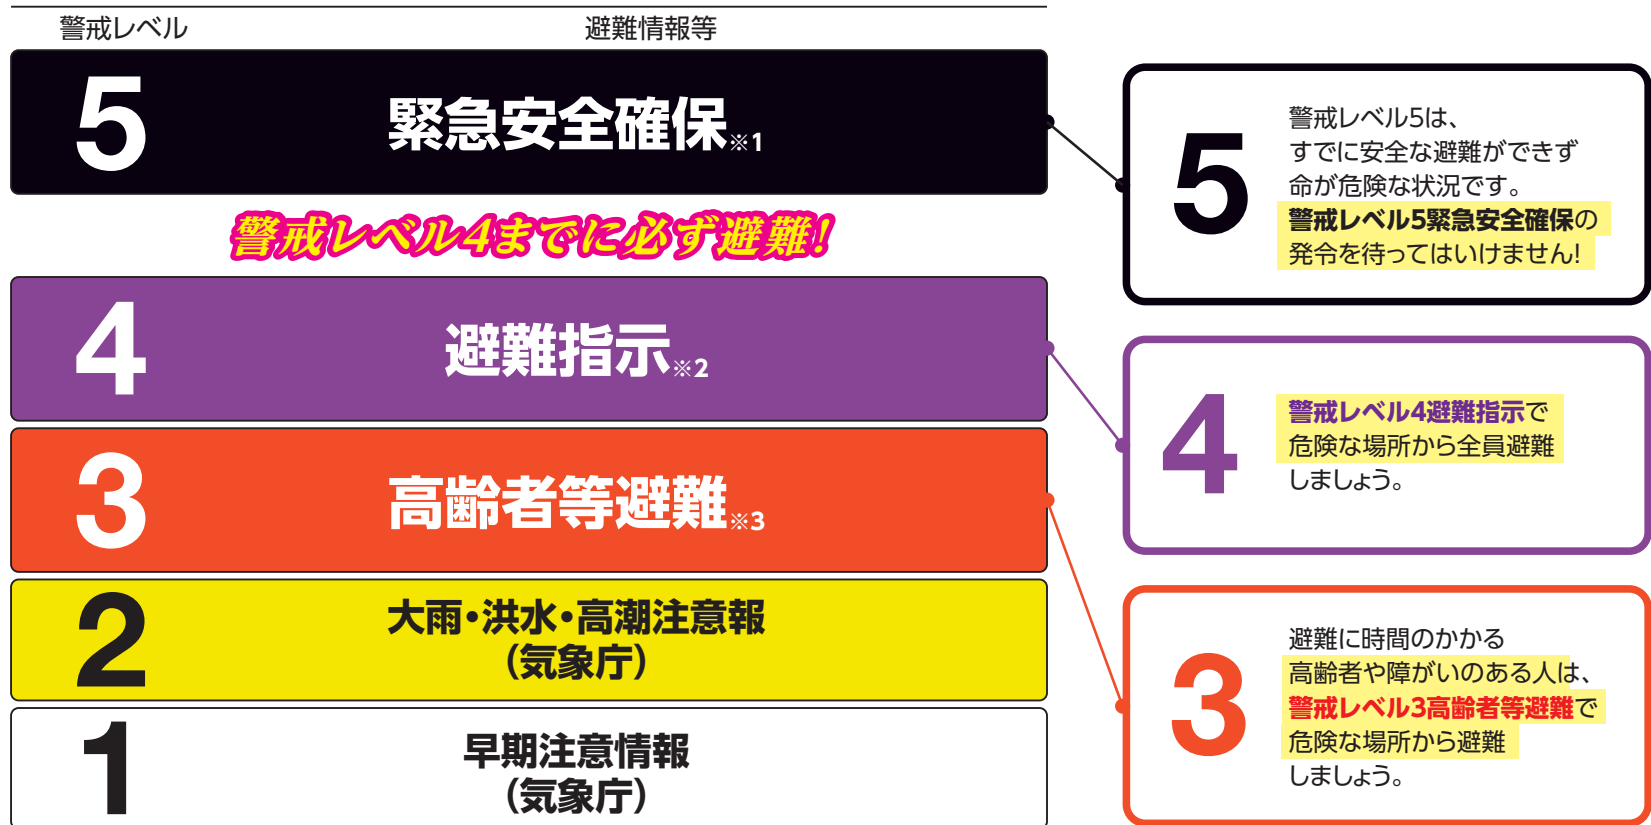 警戒レベル 避難情報等
5 緊急安全確保※1
警戒レベル4までに必ず避難!
4 避難指示※2
3 高齢者等避難※3
2 大雨・洪水・高潮注意報
(気象庁)
1 早期注意情報
(気象庁)
5
警戒レベル5は、
すでに安全な避難ができず
命が危険な状況です。
警戒レベル5緊急安全確保の
発令を待ってはいけません!
4
警戒レベル4避難指示で
危険な場所から全員避難
しましょう。
3
避難に時間のかかる
高齢者や障がいのある人は、
警戒レベル3高齢者等避難で
危険な場所から避難
しましょう。